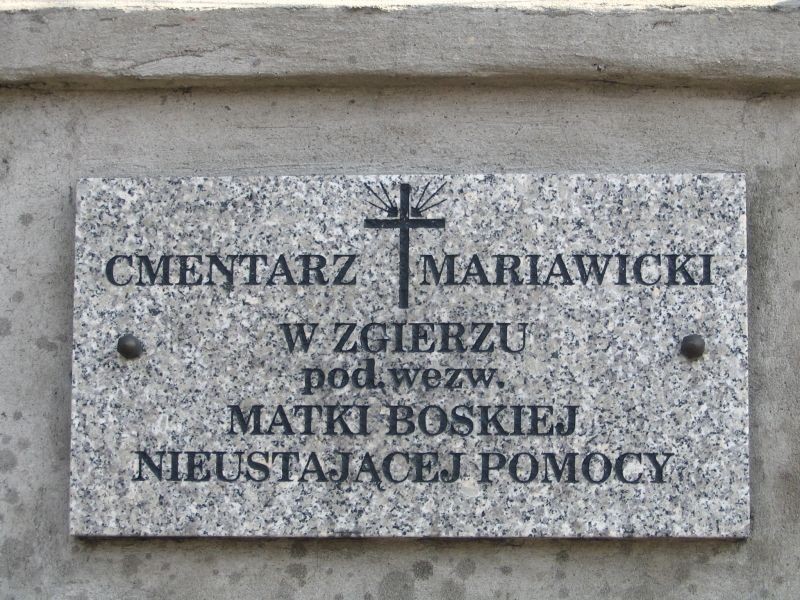 CMENTARZ MARIAWICKI
W ZGIERZU
pod. wezw.
MATKI BOSKIEJ
NIEUSTAJĄCEJ POMOCY